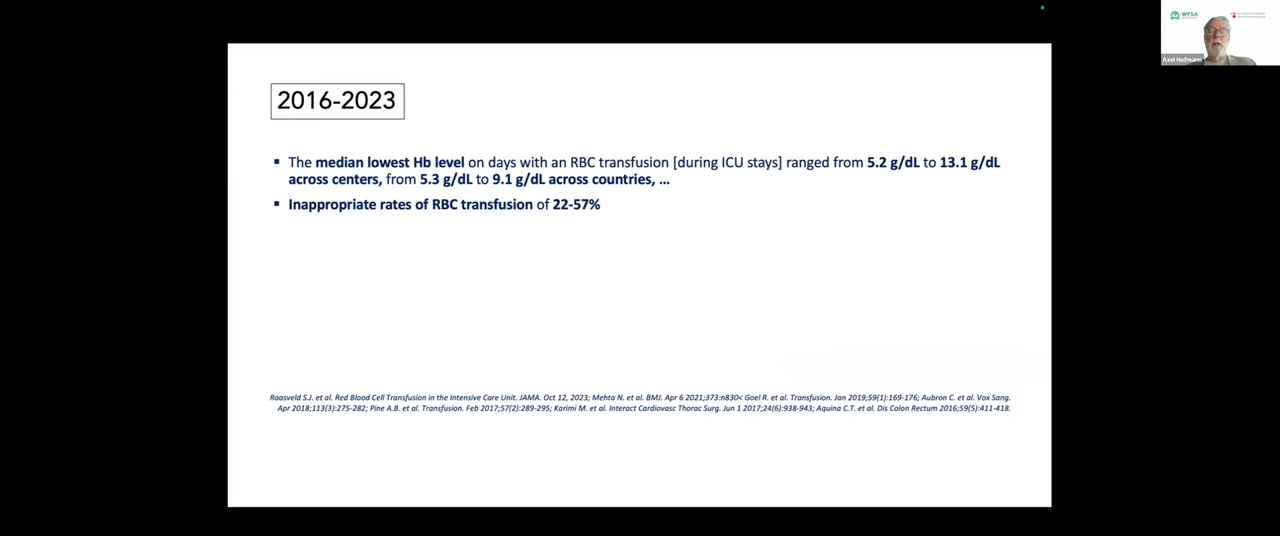 2016-2023
▪ The median lowest Hb level on days with an RBC transfusion [during ICU stays] ranged from 5.2 g/dL to 13.1 g/dL
across centers, from 5.3 g/dL to 9.1 g/dL across countries, ...
▪ Inappropriate rates of RBC transfusion of 22-57%
Raasveld S.J. et al. Red Blood Cell Transfusion in the Intensive Care Unit. JAMA. Oct 12, 2023; Mehta N. et al. BMJ. Apr 6 2021;373:n830< Goel R. et al. Transfusion. Jan 2019;59(1):169-176; Aubron C. et al. Vox Sang.
Apr 2018;113(3):275-282; Pine A.B. et al. Transfusion. Feb 2017;57(2):289-295; Karimi M. et al. Interact Cardiovasc Thorac Surg. Jun 1 2017;24(6):938-943; Aquina C.T. et al. Dis Colon Rectum 2016;59(5):411-418.
WFSA
Axel Hofmann